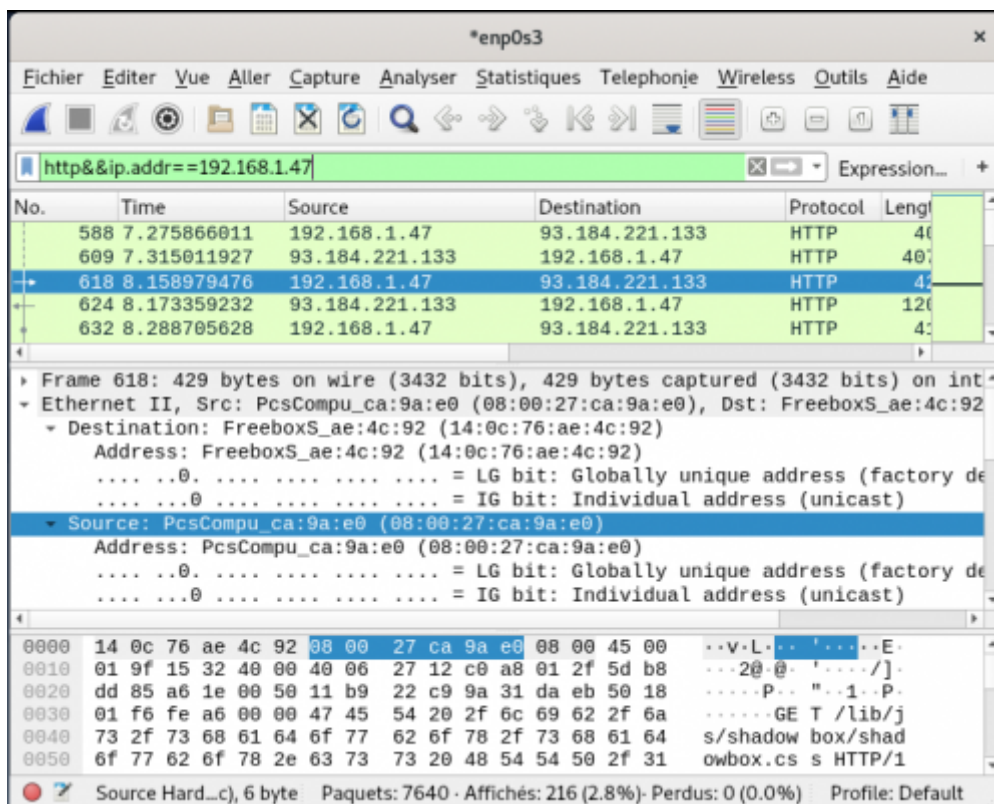 *enp0s3
Fichier Editer Vue Aller Capture Analyser Statistiques Telephonie Wireless Outils Aide
http&&ip.addr==192.168.1.47 Expression... +
No. Time Source Destination Protocol Lengt
588 7.275866011 192.168.1.47 93.184.221.133 HTTP 40
609 7.315011927 93.184.221.133 192.168.1.47 HTTP 407
618 8.158979476 192.168.1.47 93.184.221.133 HTTP 42
624 8.173359232 93.184.221.133 192.168.1.47 HTTP 120
632 8.288705628 192.168.1.47 93.184.221.133 HTTP 41
Frame 618: 429 bytes on wire (3432 bits), 429 bytes captured (3432 bits) on int
Ethernet II, Src: PcsCompu_ca:9a:e0 (08:00:27:ca:9a:e0), Dst: FreeboxS_ae:4c:92
Destination: FreeboxS_ae:4c:92 (14:0c:76:ae:4c:92)
Address: FreeboxS_ae:4c:92 (14:0c:76:ae:4c:92)
.... ..0. .... .... .... .... = LG bit: Globally unique address (factory de
.... ...0 .... .... .... .... = IG bit: Individual address (unicast)
Source: PcsCompu_ca:9a:e0 (08:00:27:ca:9a:e0)
Address: PcsCompu_ca:9a:e0 (08:00:27:ca:9a:e0)
.... ..0. .... .... .... .... = LG bit: Globally unique address (factory de
.... ...0 .... .... .... .... = IG bit: Individual address (unicast)
0000 14 0c 76 ae 4c 92 08 00 27 ca 9a e0 08 00 45 00 ··v·L··· '·····E·
0010 01 9f 15 32 40 00 40 06 27 12 c0 a8 01 2f 5d b8 ···2@·@· '····/]·
0020 dd 85 a6 1e 00 50 11 b9 22 c9 9a 31 da eb 50 18 ·····P·· "··1··P·
0030 01 f6 fe a6 00 00 47 45 54 20 2f 6c 69 62 2f 6a ······GE T /lib/j
0040 73 2f 73 68 61 64 6f 77 62 6f 78 2f 73 68 61 64 s/shadow box/shad
0050 6f 77 62 6f 78 2e 63 73 73 20 48 54 54 50 2f 31 owbox.cs s HTTP/1
Source Hard...c), 6 byte Paquets: 7640 · Affichés: 216 (2.8%)· Perdus: 0 (0.0%) Profile: Default